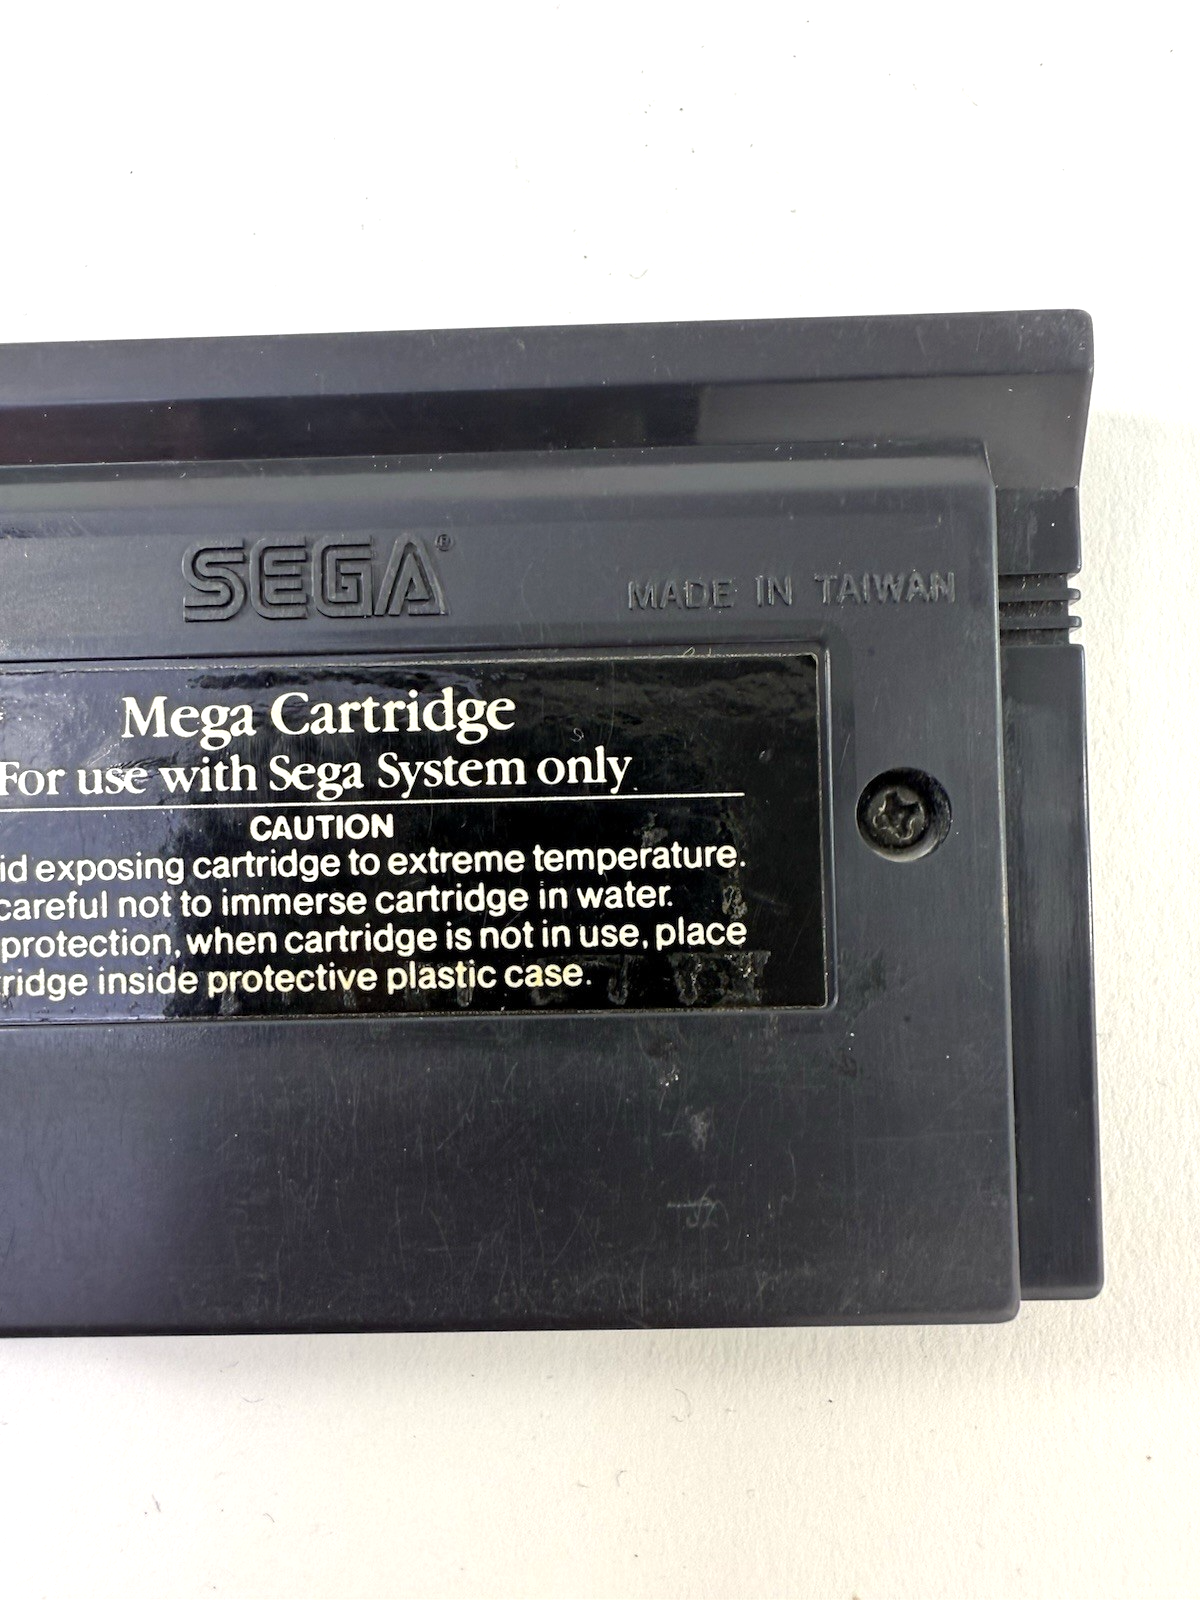 SEGA®
MADE IN TAIWAN
Mega Cartridge
For use with Sega System only
CAUTION
id exposing cartridge to extreme temperature.
careful not to immerse cartridge in water.
protection, when cartridge is not in use, place
ridge inside protective plastic case.